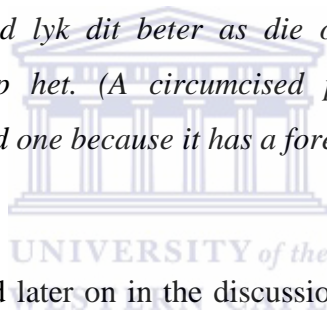 d lyk dit beter as die o
p het. (A circumcised p
d one because it has a fore
UNIVERSITY of the
d later on in the discussio